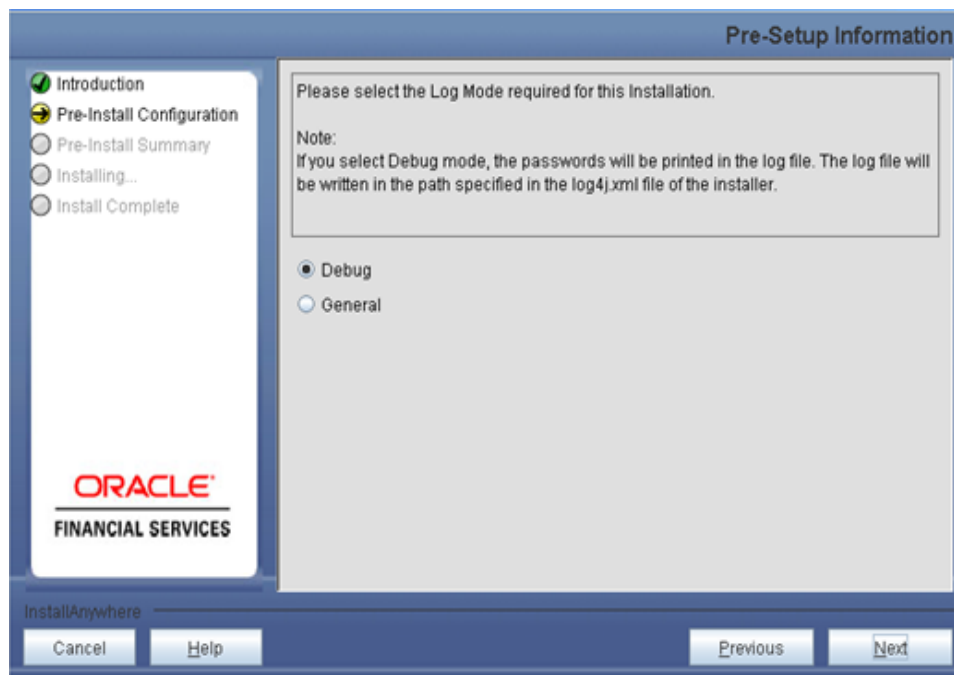 Pre-Setup Information
Introduction
Pre-Install Configuration
Pre-Install Summary
Installing...
Install Complete
Please select the Log Mode required for this Installation.
Note:
If you select Debug mode, the passwords will be printed in the log file. The log file will
be written in the path specified in the log4j.xml file of the installer.
Debug
General
ORACLE
FINANCIAL SERVICES
InstallAnywhere
Cancel
Help
Previous
Next